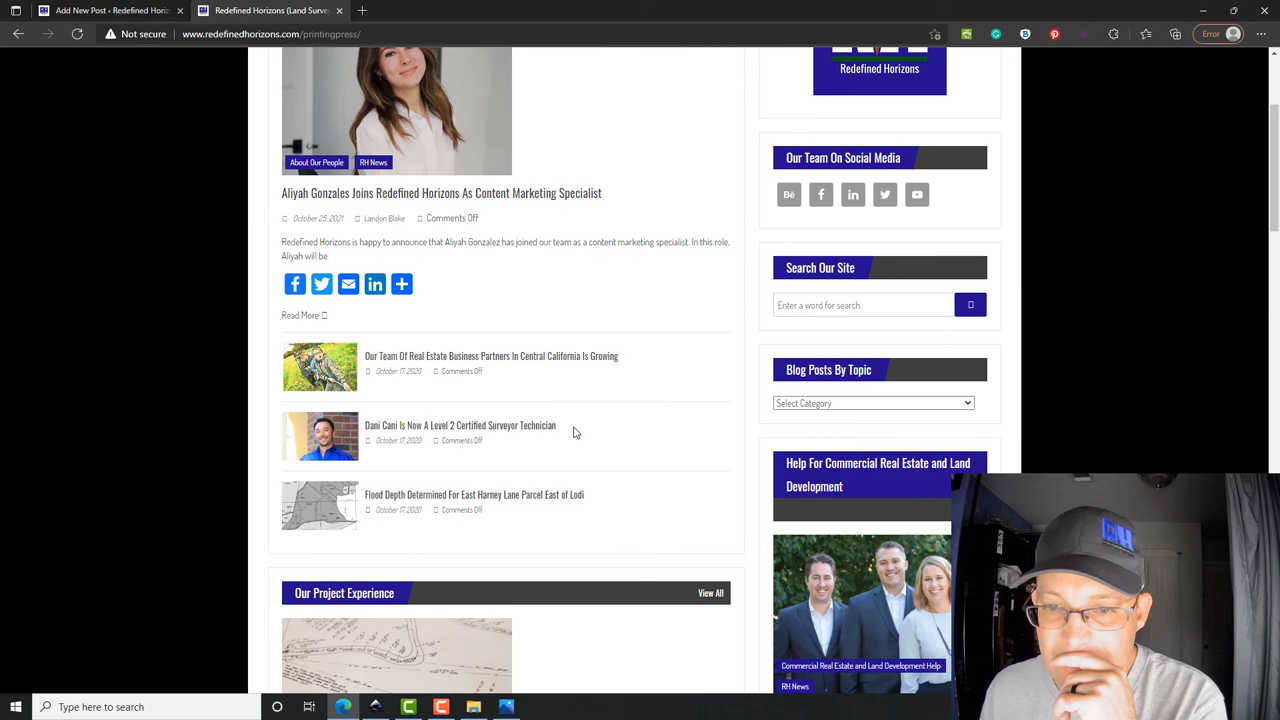 Add New Post ‹ Redefined Horizon
Redefined Horizons (Land Surve
Not secure
www.redefinedhorizons.com/printingpress/
Error
Redefined Horizons
About Our People
RH News
Aliyah Gonzales Joins Redefined Horizons As Content Marketing Specialist
October 25, 2021
Landon Blake
Comments Off
Redefined Horizons is happy to announce that Aliyah Gonzalez has joined our team as a content marketing specialist. In this role,
Aliyah will be
Read More
Our Team Of Real Estate Business Partners In Central California Is Growing
October 17, 2020
Comments Off
Dani Cani Is Now A Level 2 Certified Surveyor Technician
October 17, 2020
Comments Off
Flood Depth Determined For East Harney Lane Parcel East of Lodi
October 17, 2020
Comments Off
Our Project Experience
View All
Our Team On Social Media
Search Our Site
Enter a word for search
Blog Posts By Topic
Select Category
Help For Commercial Real Estate and Land
Development
Commercial Real Estate and Land Development Help
RH News
Type here to search